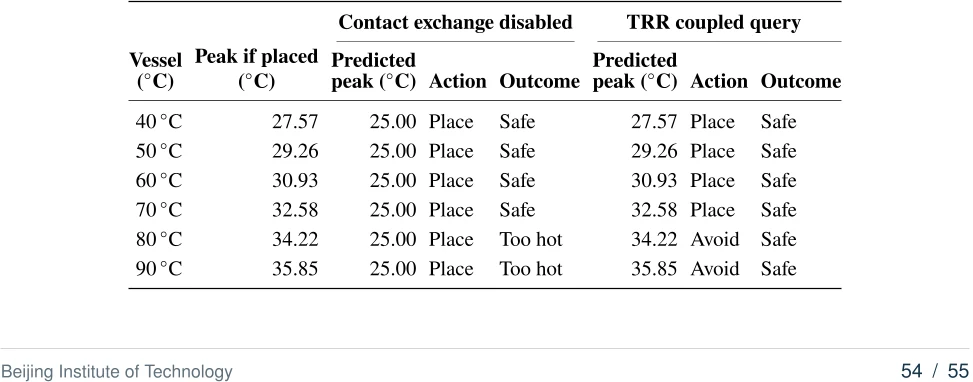 Contact exchange disabled TRR coupled query
Vessel Peak if placed Predicted Predicted
(°C) (°C) peak (°C) Action Outcome peak (°C) Action Outcome
40 °C 27.57 25.00 Place Safe 27.57 Place Safe
50 °C 29.26 25.00 Place Safe 29.26 Place Safe
60 °C 30.93 25.00 Place Safe 30.93 Place Safe
70 °C 32.58 25.00 Place Safe 32.58 Place Safe
80 °C 34.22 25.00 Place Too hot 34.22 Avoid Safe
90 °C 35.85 25.00 Place Too hot 35.85 Avoid Safe
Beijing Institute of Technology 54 / 55